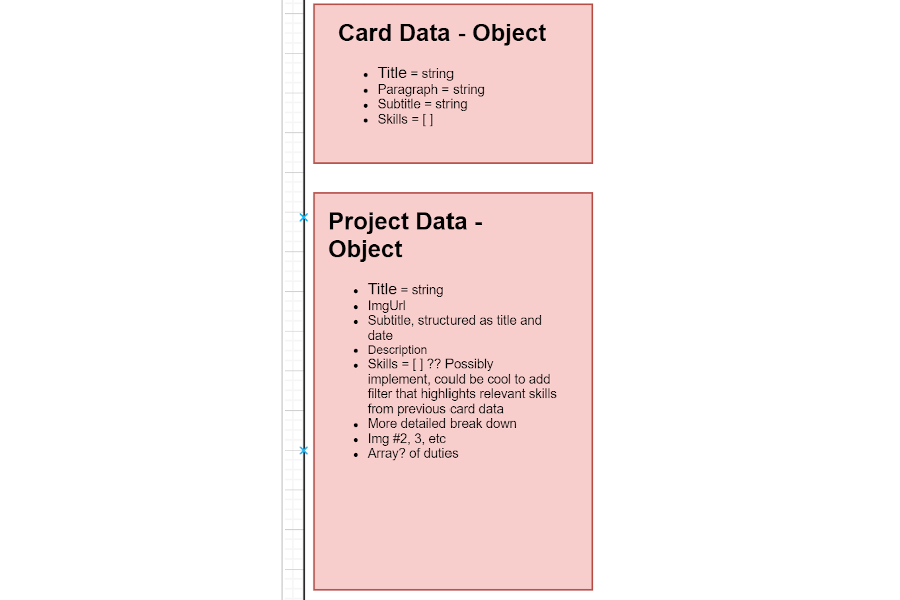 Card Data - Object
Title = string
Paragraph = string
Subtitle = string
Skills = [ ]
Project Data -
Object
Title = string
ImgUrl
Subtitle, structured as title and
date
Description
Skills = [ ] ?? Possibly
implement, could be cool to add
filter that highlights relevant skills
from previous card data
More detailed break down
Img #2, 3, etc
Array? of duties